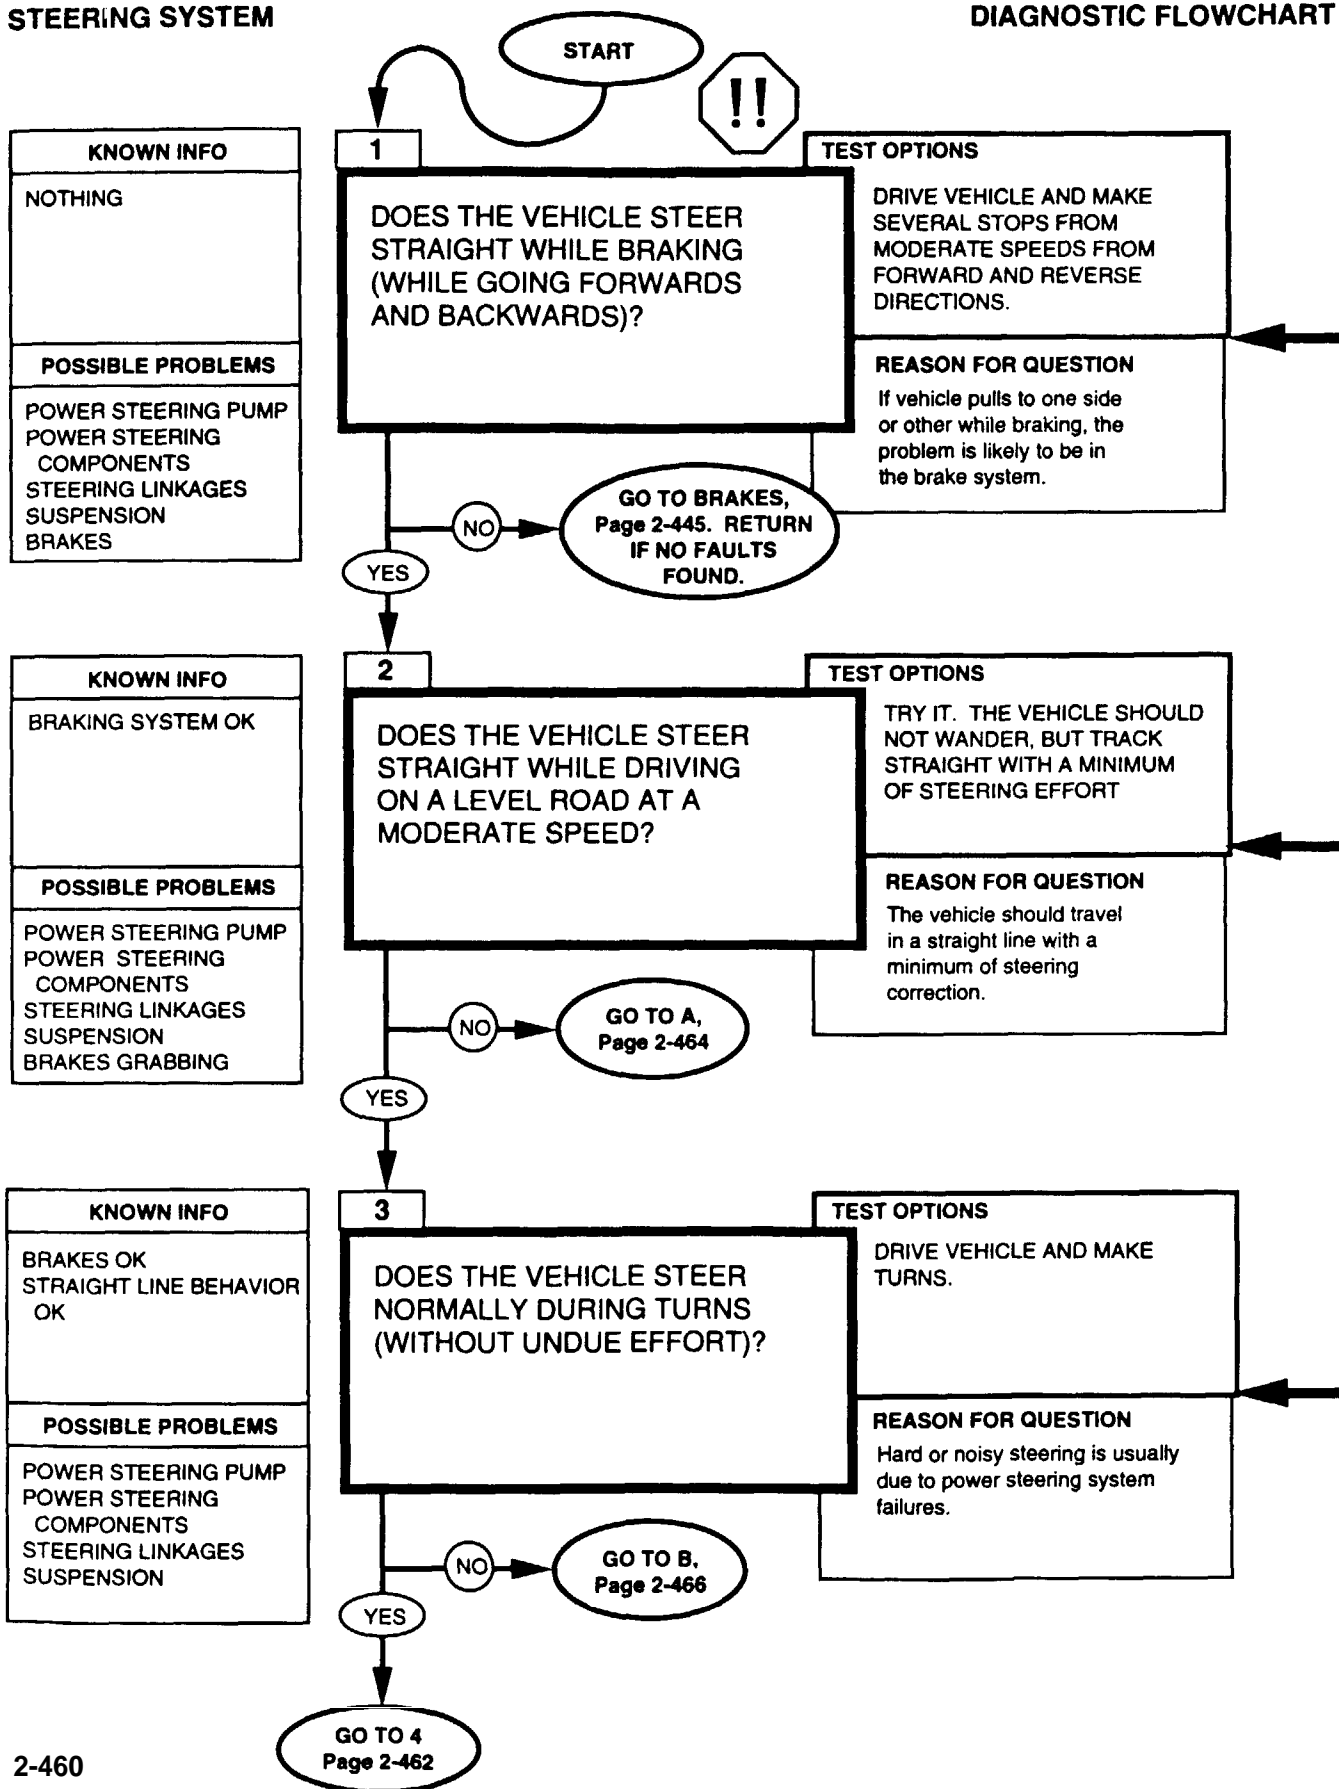 STEERING SYSTEM
DIAGNOSTIC FLOWCHART
START
!!
KNOWN INFO
NOTHING
POSSIBLE PROBLEMS
POWER STEERING PUMP
POWER STEERING
COMPONENTS
STEERING LINKAGES
SUSPENSION
BRAKES
1
DOES THE VEHICLE STEER
STRAIGHT WHILE BRAKING
(WHILE GOING FORWARDS
AND BACKWARDS)?
TEST OPTIONS
DRIVE VEHICLE AND MAKE
SEVERAL STOPS FROM
MODERATE SPEEDS FROM
FORWARD AND REVERSE
DIRECTIONS.
REASON FOR QUESTION
If vehicle pulls to one side
or other while braking, the
problem is likely to be in
the brake system.
NO
GO TO BRAKES,
Page 2-445. RETURN
IF NO FAULTS
FOUND.
YES
KNOWN INFO
BRAKING SYSTEM OK
POSSIBLE PROBLEMS
POWER STEERING PUMP
POWER STEERING
COMPONENTS
STEERING LINKAGES
SUSPENSION
BRAKES GRABBING
2
DOES THE VEHICLE STEER
STRAIGHT WHILE DRIVING
ON A LEVEL ROAD AT A
MODERATE SPEED?
TEST OPTIONS
TRY IT. THE VEHICLE SHOULD
NOT WANDER, BUT TRACK
STRAIGHT WITH A MINIMUM
OF STEERING EFFORT
REASON FOR QUESTION
The vehicle should travel
in a straight line with a
minimum of steering
correction.
NO
GO TO A,
Page 2-464
YES
KNOWN INFO
BRAKES OK
STRAIGHT LINE BEHAVIOR
OK
POSSIBLE PROBLEMS
POWER STEERING PUMP
POWER STEERING
COMPONENTS
STEERING LINKAGES
SUSPENSION
3
DOES THE VEHICLE STEER
NORMALLY DURING TURNS
(WITHOUT UNDUE EFFORT)?
TEST OPTIONS
DRIVE VEHICLE AND MAKE
TURNS.
REASON FOR QUESTION
Hard or noisy steering is usually
due to power steering system
failures.
NO
GO TO B,
Page 2-466
YES
GO TO 4
Page 2-462
2-460